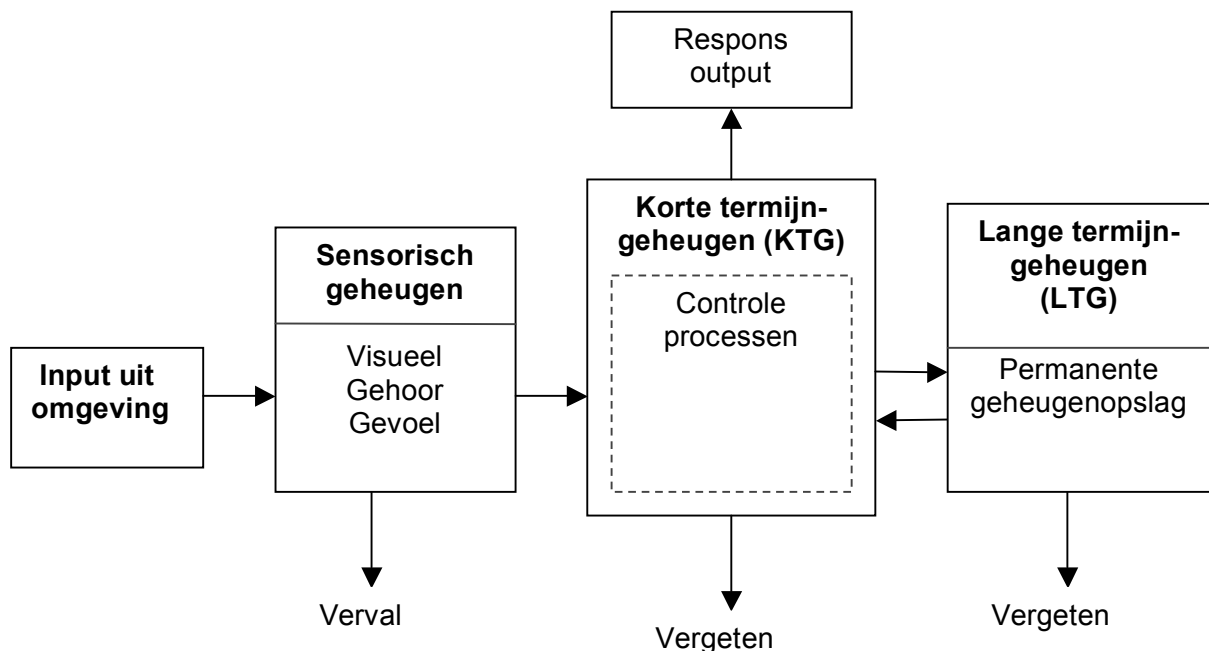 Respons
output
Korte termijn-
geheugen (KTG)
Controle
processen
Lange termijn-
geheugen
(LTG)
Permanente
geheugenopslag
Sensorisch
geheugen
Visueel
Gehoor
Gevoel
Input uit
omgeving
Verval
Vergeten
Vergeten